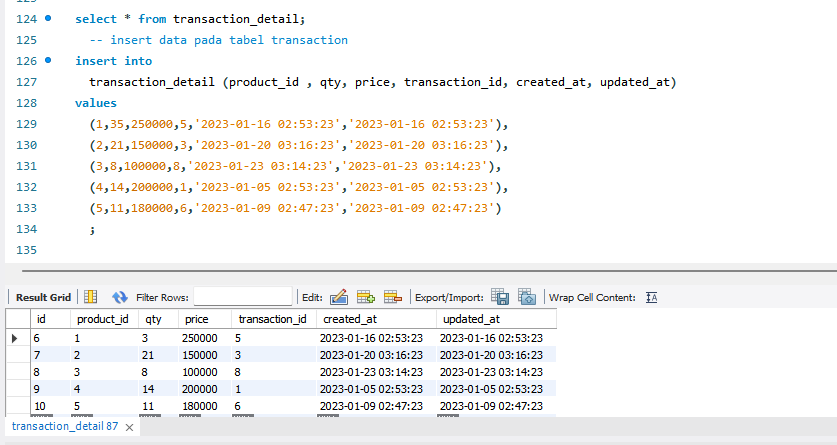 124 select * from transaction_detail;
125 -- insert data pada tabel transaction
126 insert into
127 transaction_detail (product_id , qty, price, transaction_id, created_at, updated_at)
128 values
129 (1,35,250000,5,'2023-01-16 02:53:23','2023-01-16 02:53:23'),
130 (2,21,150000,3,'2023-01-20 03:16:23','2023-01-20 03:16:23'),
131 (3,8,100000,8,'2023-01-23 03:14:23','2023-01-23 03:14:23'),
132 (4,14,200000,1,'2023-01-05 02:53:23','2023-01-05 02:53:23'),
133 (5,11,180000,6,'2023-01-09 02:47:23','2023-01-09 02:47:23')
134 ;
135
Result Grid Filter Rows: Edit: Export/Import: Wrap Cell Content: IA
id product_id qty price transaction_id created_at updated_at
6 1 3 250000 5 2023-01-16 02:53:23 2023-01-16 02:53:23
7 2 21 150000 3 2023-01-20 03:16:23 2023-01-20 03:16:23
8 3 8 100000 8 2023-01-23 03:14:23 2023-01-23 03:14:23
9 4 14 200000 1 2023-01-05 02:53:23 2023-01-05 02:53:23
10 5 11 180000 6 2023-01-09 02:47:23 2023-01-09 02:47:23
transaction_detail 87